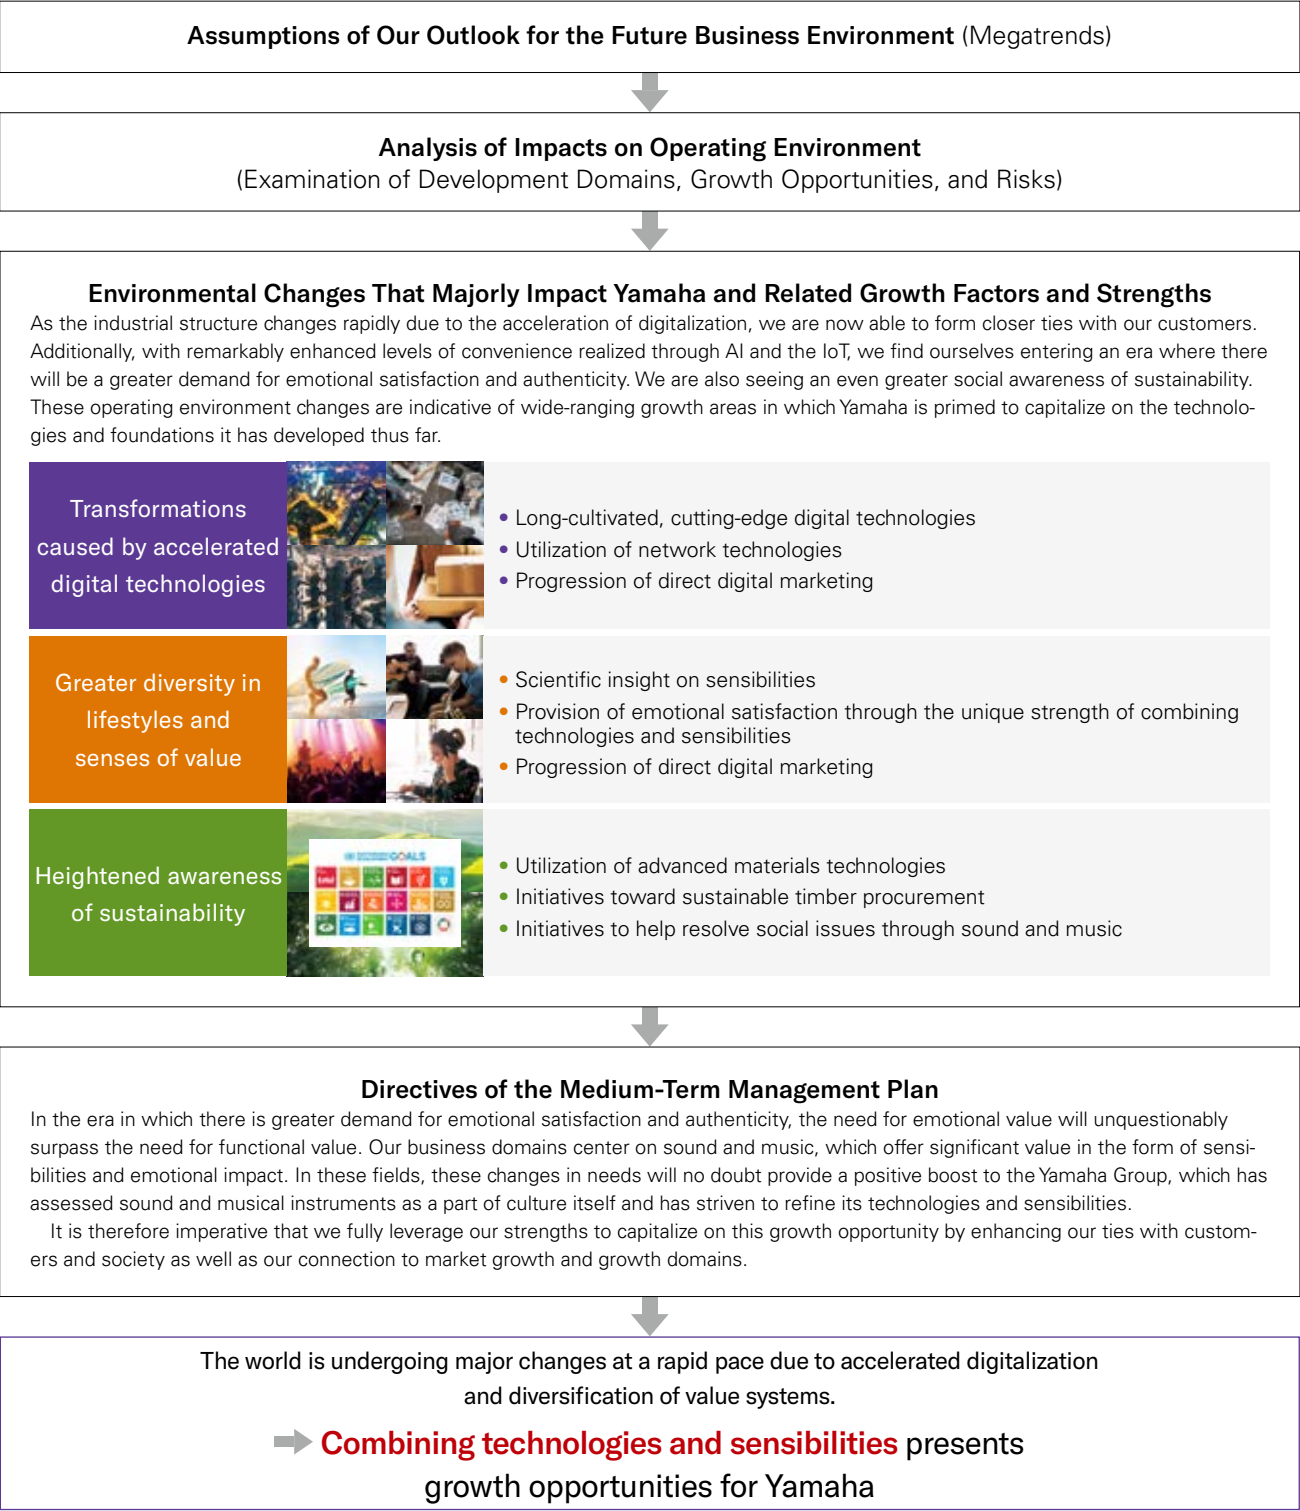 Assumptions of Our Outlook for the Future Business Environment (Megatrends)
Analysis of Impacts on Operating Environment
(Examination of Development Domains, Growth Opportunities, and Risks)
Environmental Changes That Majorly Impact Yamaha and Related Growth Factors and Strengths
As the industrial structure changes rapidly due to the acceleration of digitalization, we are now able to form closer ties with our customers.
Additionally, with remarkably enhanced levels of convenience realized through AI and the IoT, we find ourselves entering an era where there
will be a greater demand for emotional satisfaction and authenticity. We are also seeing an even greater social awareness of sustainability.
These operating environment changes are indicative of wide-ranging growth areas in which Yamaha is primed to capitalize on the technolo-
gies and foundations it has developed thus far.
Transformations
caused by accelerated
digital technologies
• Long-cultivated, cutting-edge digital technologies
• Utilization of network technologies
• Progression of direct digital marketing
Greater diversity in
lifestyles and
senses of value
• Scientific insight on sensibilities
• Provision of emotional satisfaction through the unique strength of combining
technologies and sensibilities
• Progression of direct digital marketing
Heightened awareness
of sustainability
GOALS
• Utilization of advanced materials technologies
• Initiatives toward sustainable timber procurement
• Initiatives to help resolve social issues through sound and music
Directives of the Medium-Term Management Plan
In the era in which there is greater demand for emotional satisfaction and authenticity, the need for emotional value will unquestionably
surpass the need for functional value. Our business domains center on sound and music, which offer significant value in the form of sensi-
bilities and emotional impact. In these fields, these changes in needs will no doubt provide a positive boost to the Yamaha Group, which has
assessed sound and musical instruments as a part of culture itself and has striven to refine its technologies and sensibilities.
It is therefore imperative that we fully leverage our strengths to capitalize on this growth opportunity by enhancing our ties with custom-
ers and society as well as our connection to market growth and growth domains.
The world is undergoing major changes at a rapid pace due to accelerated digitalization
and diversification of value systems.
Combining technologies and sensibilities presents
growth opportunities for Yamaha